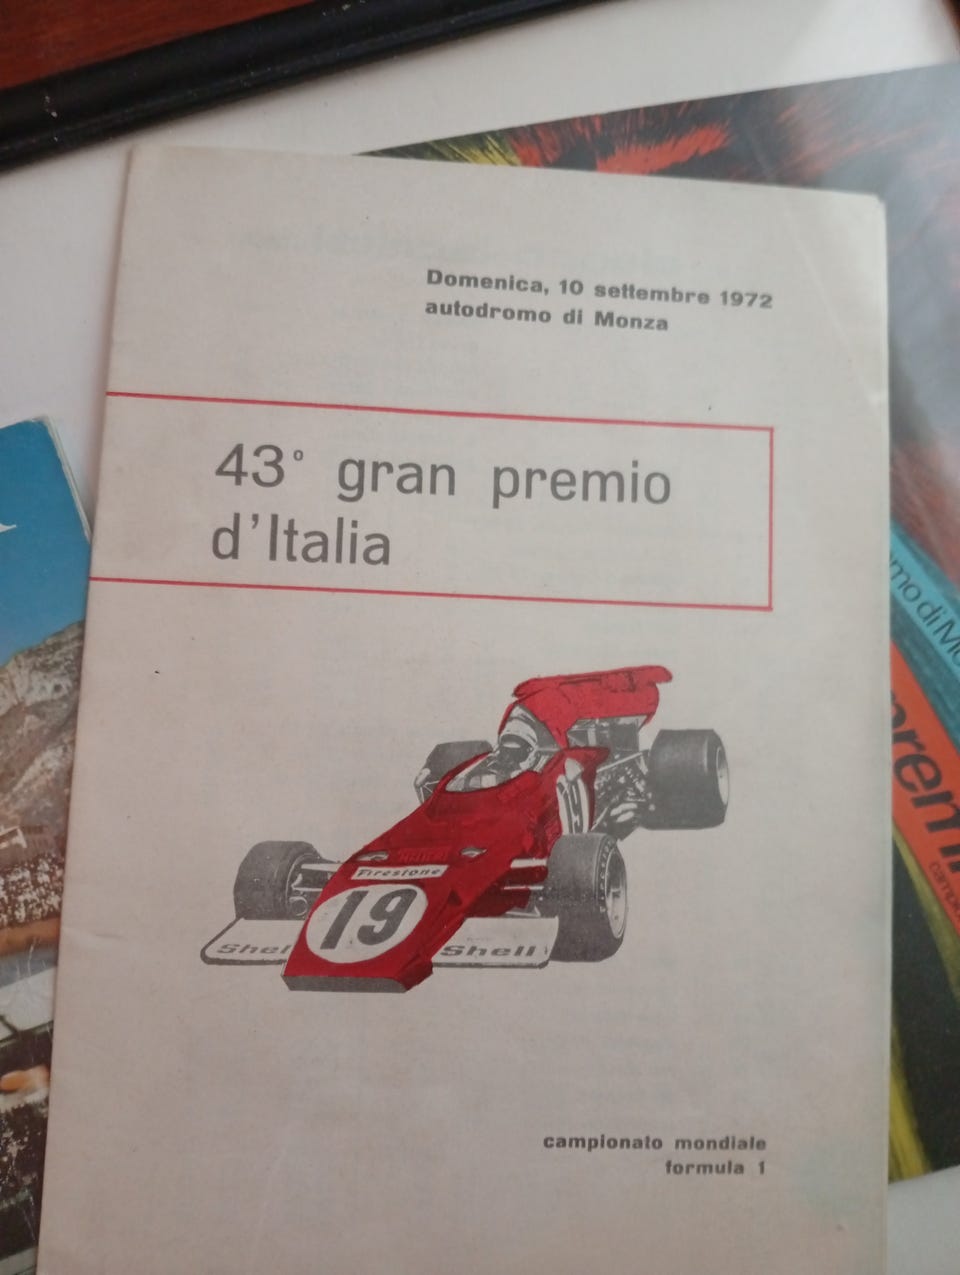 Domenica, 10 settembre 1972
autodromo di Monza
43° gran premio
d'Italia
Firestone
19
Shell
Shell
campionato mondiale
formula 1